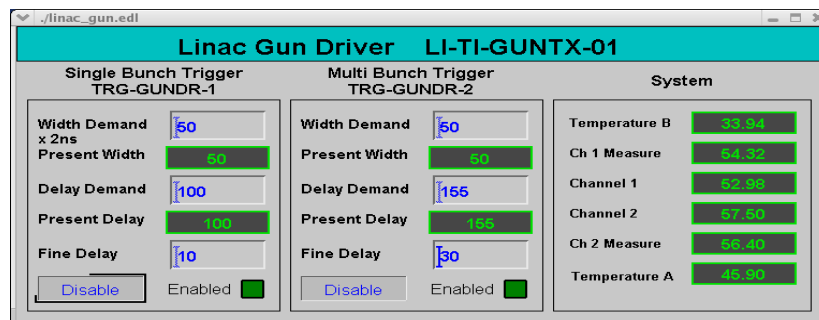 ./linac_gun.edl
Linac Gun Driver LI-TI-GUNTX-01
Single Bunch Trigger
TRG-GUNDR-1
Width Demand 50
x 2ns
Present Width 50
Delay Demand 100
Present Delay 100
Fine Delay 10
Disable Enabled
Multi Bunch Trigger
TRG-GUNDR-2
Width Demand 50
Present Width 50
Delay Demand 155
Present Delay 155
Fine Delay 30
Disable Enabled
System
Temperature B 33.94
Ch 1 Measure 54.32
Channel 1 52.98
Channel 2 57.50
Ch 2 Measure 56.40
Temperature A 45.90